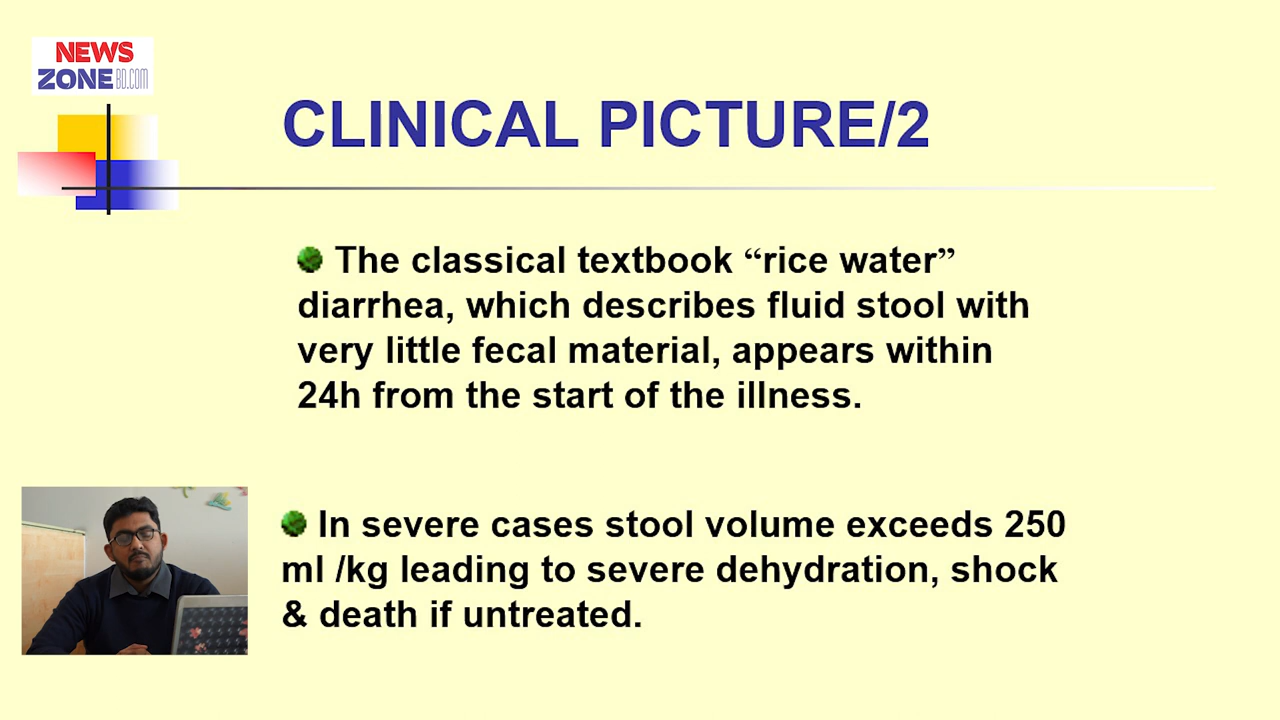 NEWS
ZONE BD.COM
CLINICAL PICTURE/2
The classical textbook “rice water”
diarrhea, which describes fluid stool with
very little fecal material, appears within
24h from the start of the illness.
In severe cases stool volume exceeds 250
ml /kg leading to severe dehydration, shock
& death if untreated.